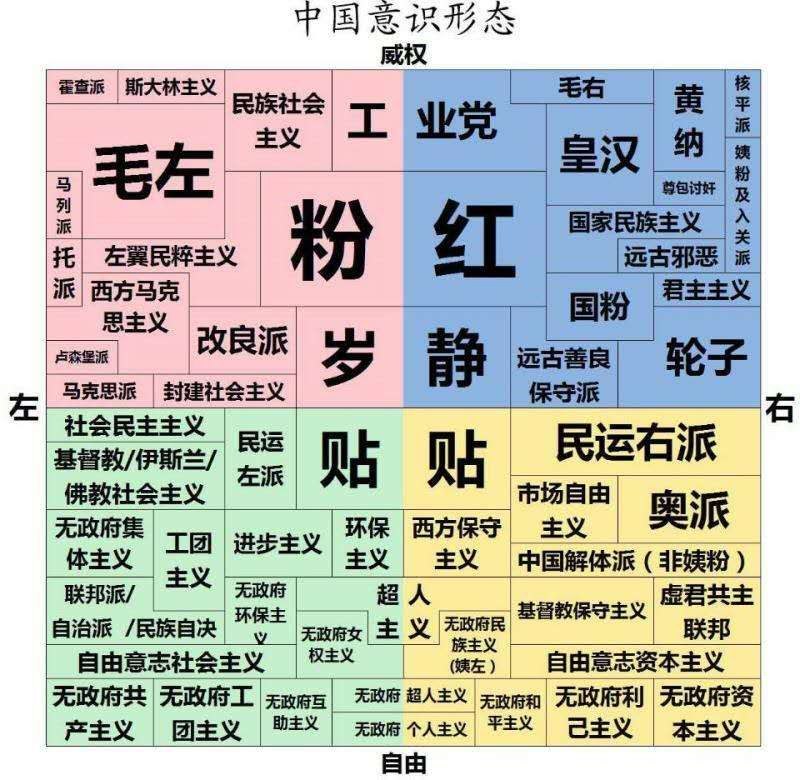 中国意识形态
威权
霍查派
斯大林主义
民族社会
主义
工
业党
毛右
黄
纳
核
平
派
毛左
皇汉
姨
粉
及
入
关
派
尊包讨奸
马
列
派
粉
红
国家民族主义
托
派
左翼民粹主义
远古邪恶
西方马克
思主义
国粉
君主主义
改良派
岁
静
远古善良
保守派
轮子
卢森堡派
马克思派
封建社会主义
左
右
社会民主主义
民运
左派
贴
贴
民运右派
基督教/伊斯兰/
佛教社会主义
市场自由
主义
奥派
无政府集
体主义
工团
主义
进步主义
环保
主义
西方保守
主义
中国解体派（非姨粉）
联邦派/
自治派 /民族自决
无政府
环保主
义
超
人
主
义
无政府女
权主义
无政府民
族主义
(姨左)
基督教保守主义
虚君共主
联邦
自由意志社会主义
自由意志资本主义
无政府共
产主义
无政府工
团主义
无政府互
助主义
无政府 超人主义
无政府 个人主义
无政府和
平主义
无政府利
己主义
无政府资
本主义
自由